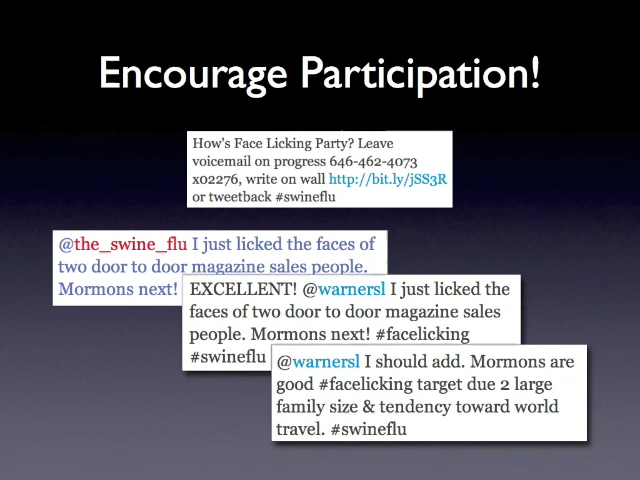 Encourage Participation!
How's Face Licking Party? Leave
voicemail on progress 646-462-4073
x02276, write on wall http://bit.ly/jSS3R
or tweetback #swineflu
@the_swine_flu I just licked the faces of
two door to door magazine sales people.
Mormons next!
EXCELLENT! @warnersl I just licked the
faces of two door to door magazine sales
people. Mormons next! #facelicking
#swineflu
@warnersl I should add. Mormons are
good #facelicking target due 2 large
family size & tendency toward world
travel. #swineflu